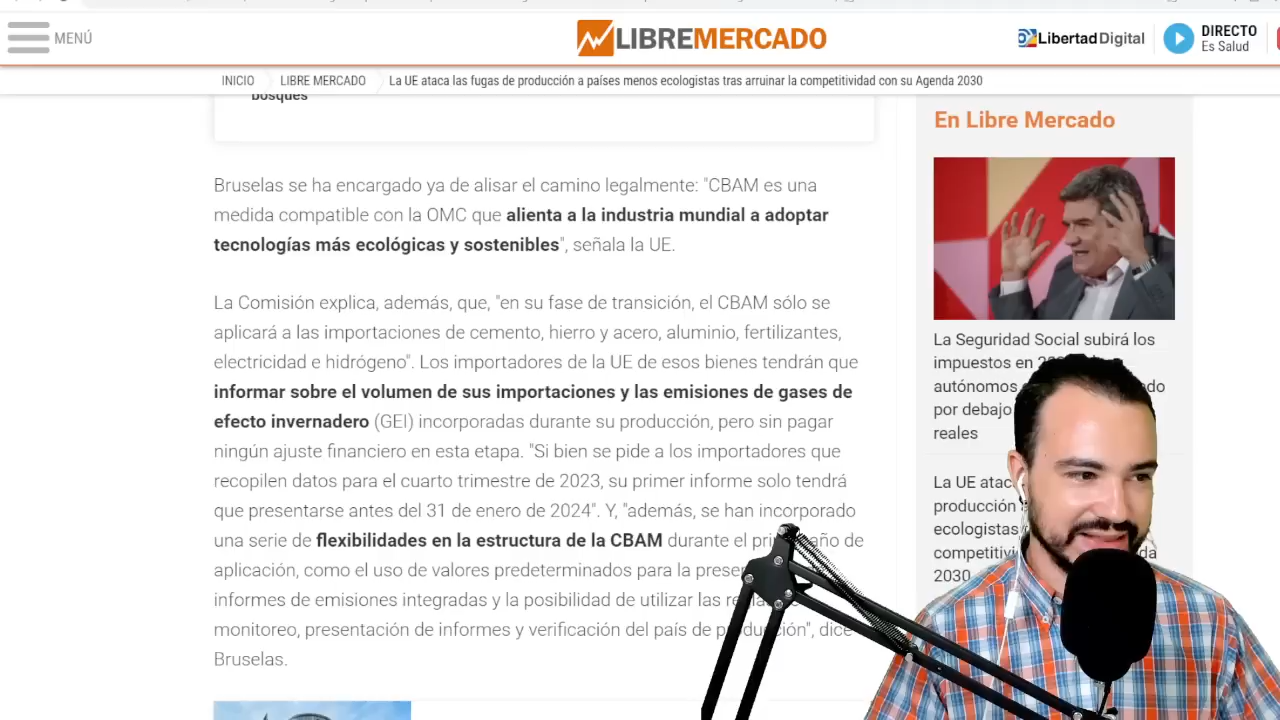 MENÚ
LIBREMERCADO
LibertadDigital
DIRECTO
Es Salud
INICIO
LIBRE MERCADO
La UE ataca las fugas de producción a países menos ecologistas tras arruinar la competitividad con su Agenda 2030
bosques
Bruselas se ha encargado ya de alisar el camino legalmente: "CBAM es una
medida compatible con la OMC que alienta a la industria mundial a adoptar
tecnologías más ecológicas y sostenibles", señala la UE.
La Comisión explica, además, que, "en su fase de transición, el CBAM sólo se
aplicará a las importaciones de cemento, hierro y acero, aluminio, fertilizantes,
electricidad e hidrógeno". Los importadores de la UE de esos bienes tendrán que
informar sobre el volumen de sus importaciones y las emisiones de gases de
efecto invernadero (GEI) incorporadas durante su producción, pero sin pagar
ningún ajuste financiero en esta etapa. "Si bien se pide a los importadores que
recopilen datos para el cuarto trimestre de 2023, su primer informe solo tendrá
que presentarse antes del 31 de enero de 2024". Y, "además, se han incorporado
una serie de flexibilidades en la estructura de la CBAM durante el año de
aplicación, como el uso de valores predeterminados para la
informes de emisiones integradas y la posibilidad de utilizar las
monitoreo, presentación de informes y verificación del país de producción", dice
Bruselas.
En Libre Mercado
La Seguridad Social subirá los
impuestos en
autónomos
por debajo
reales
La UE
producción
ecologistas
2030